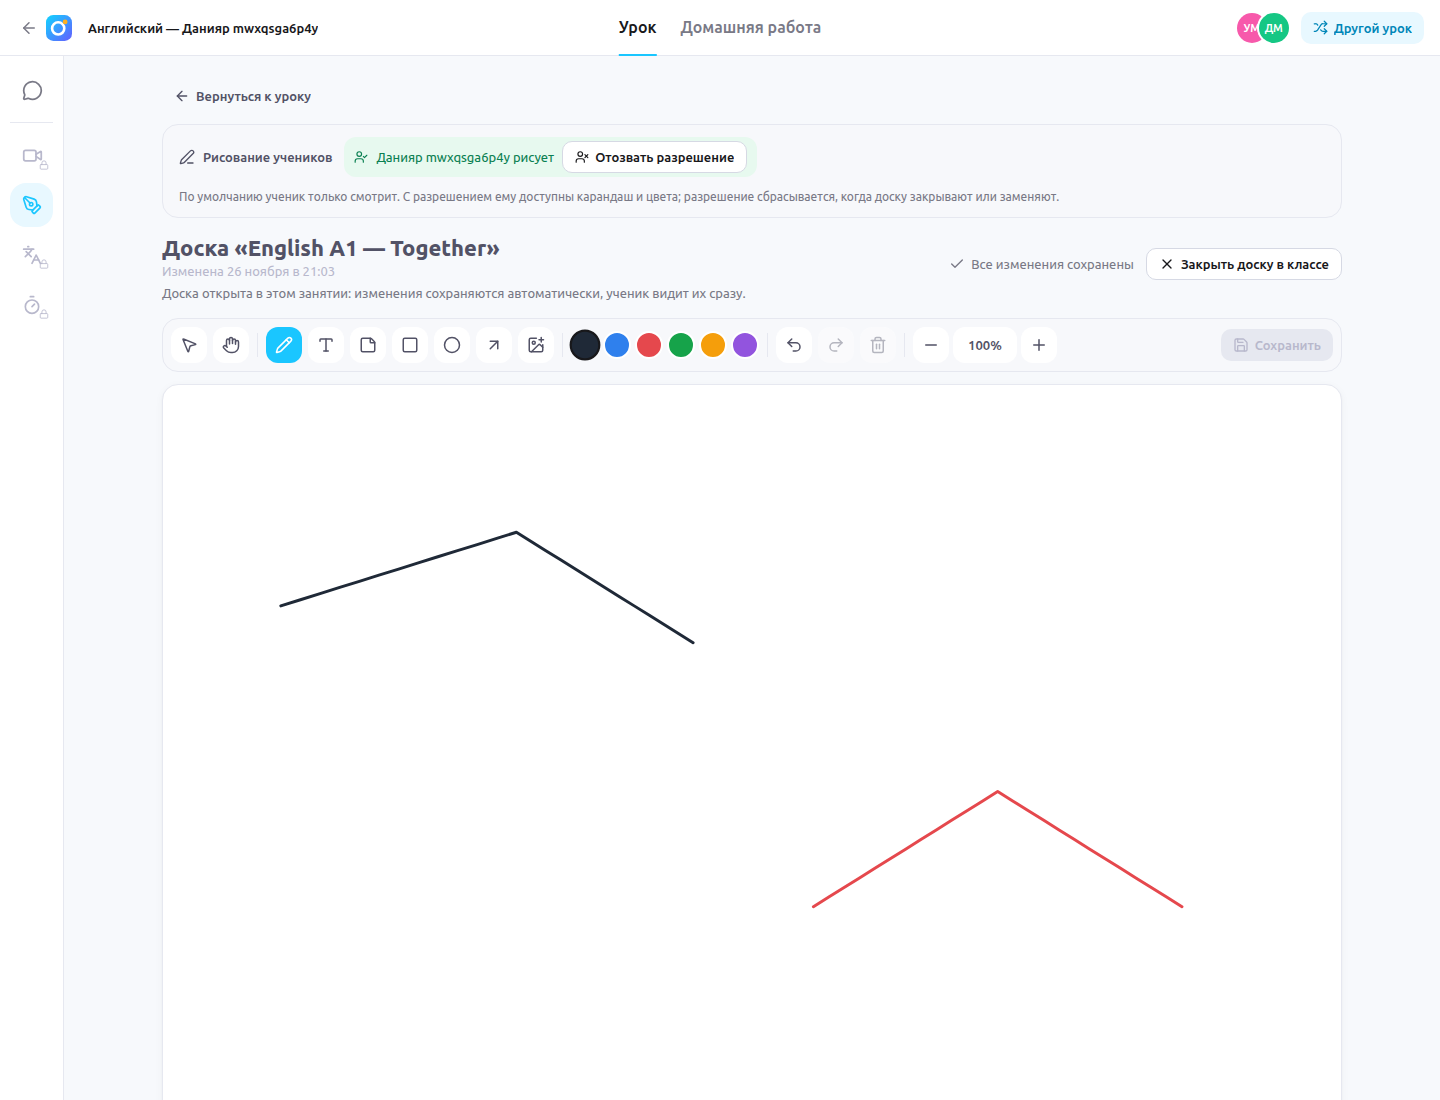 Английский — Данияр mwxqsga6p4y
Урок
Домашняя работа
УМ
ДМ
Другой урок
Вернуться к уроку
Рисование учеников
Данияр mwxqsga6p4y рисует
Отозвать разрешение
По умолчанию ученик только смотрит. С разрешением ему доступны карандаш и цвета; разрешение сбрасывается, когда доску закрывают или заменяют.
Доска «English A1 — Together»
Изменена 26 ноября в 21:03
Все изменения сохранены
Закрыть доску в классе
Доска открыта в этом занятии: изменения сохраняются автоматически, ученик видит их сразу.
100%
Сохранить